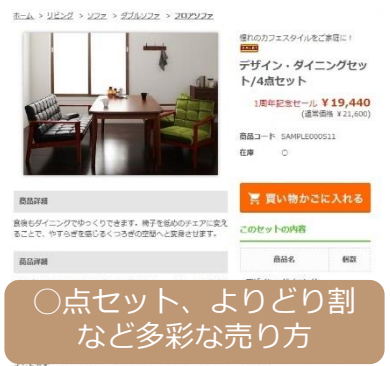 ホーム > リビング > ソファ > ダブルソファ > フロアソファ
憧れのカフェスタイルをご家庭に！
デザイン・ダイニングセッ
ト/4点セット
1周年記念セール ¥19,440
(通常価格 ¥21,600)
商品コード SAMPLE000S11
在庫 ○
買い物かごに入れる
商品詳細
食後もダイニングでゆっくりできます。椅子を低めのチェアに変え
ることで、やすらぎを感じるくつろぎの空間へと変身させます。
このセットの内容
商品詳細
商品名 個数
○点セット、よりどり割
など多彩な売り方